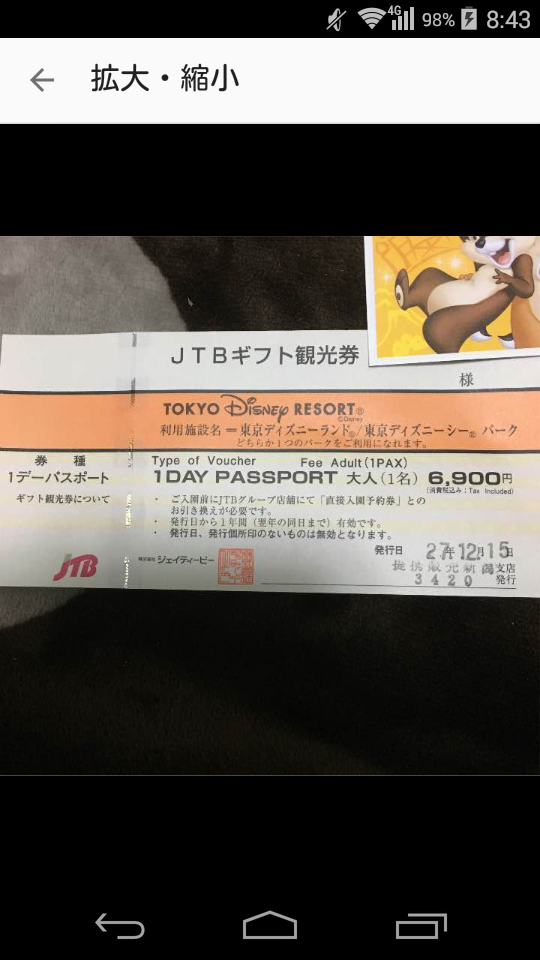 4G 98% 8:43
拡大・縮小
JTBギフト観光券
様
TOKYO Disney RESORT®
©Disney
利用施設名＝東京ディズニーランド®/東京ディズニーシー® パーク
どちらか1つのパークをご利用になれます。
券種 Type of Voucher Fee Adult(1PAX)
1デーパスポート 1DAY PASSPORT 大人(1名) 6,900円
(消費税込み:Tax Included)
ギフト観光券について
・ ご入園前にJTBグループ店舗にて「直接入園予約券」との
お引き換えが必要です。
・ 発行日から1年間(翌年の同日まで)有効です。
・ 発行日、発行個所印のないものは無効となります。
発行日 27年12月15日
JTB 株式会社 ジェイティービー 提携販売新潟支店
3420 発行